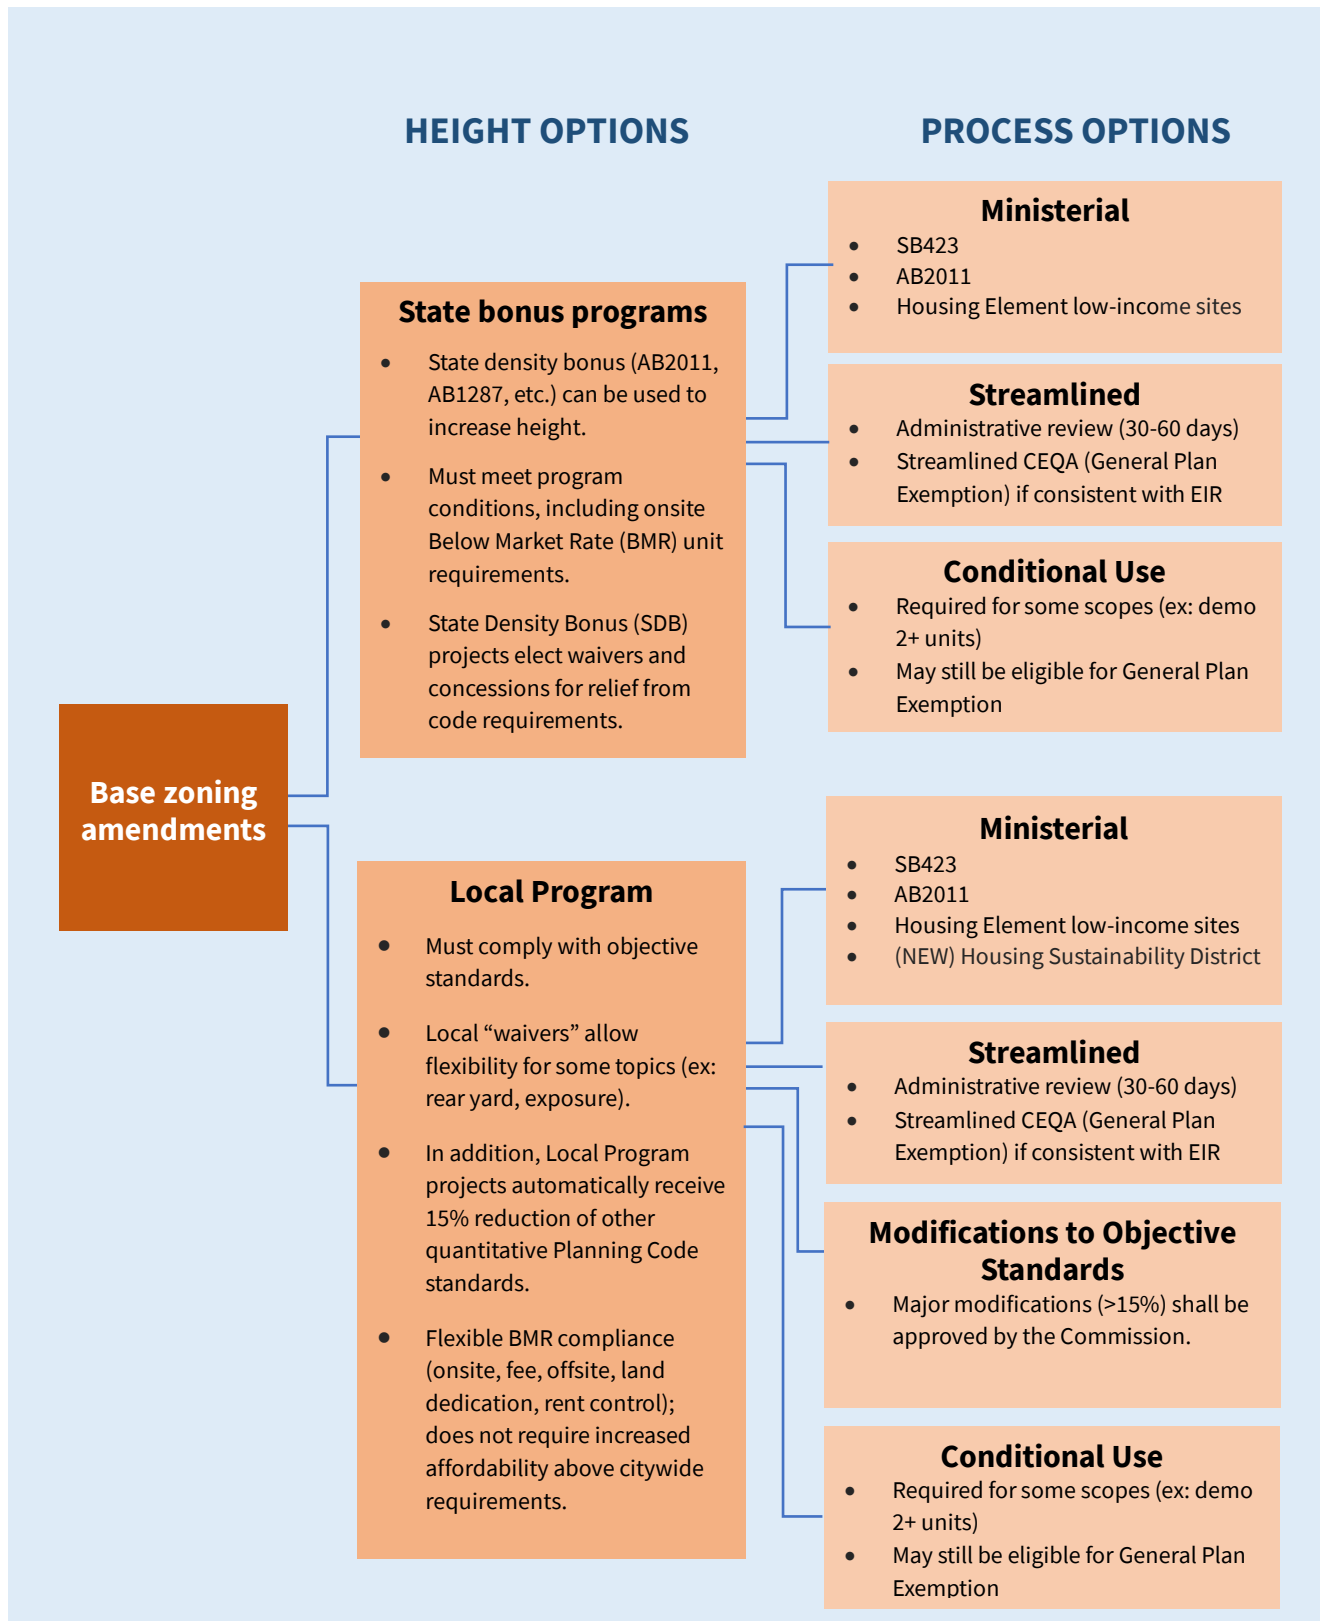 HEIGHT OPTIONS
PROCESS OPTIONS
Base zoning
amendments
State bonus programs
• State density bonus (AB2011,
AB1287, etc.) can be used to
increase height.
• Must meet program
conditions, including onsite
Below Market Rate (BMR) unit
requirements.
• State Density Bonus (SDB)
projects elect waivers and
concessions for relief from
code requirements.
Ministerial
• SB423
• AB2011
• Housing Element low-income sites
Streamlined
• Administrative review (30-60 days)
• Streamlined CEQA (General Plan
Exemption) if consistent with EIR
Conditional Use
• Required for some scopes (ex: demo
2+ units)
• May still be eligible for General Plan
Exemption
Local Program
• Must comply with objective
standards.
• Local “waivers” allow
flexibility for some topics (ex:
rear yard, exposure).
• In addition, Local Program
projects automatically receive
15% reduction of other
quantitative Planning Code
standards.
• Flexible BMR compliance
(onsite, fee, offsite, land
dedication, rent control);
does not require increased
affordability above citywide
requirements.
Ministerial
• SB423
• AB2011
• Housing Element low-income sites
• (NEW) Housing Sustainability District
Streamlined
• Administrative review (30-60 days)
• Streamlined CEQA (General Plan
Exemption) if consistent with EIR
Modifications to Objective
Standards
• Major modifications (>15%) shall be
approved by the Commission.
Conditional Use
• Required for some scopes (ex: demo
2+ units)
• May still be eligible for General Plan
Exemption